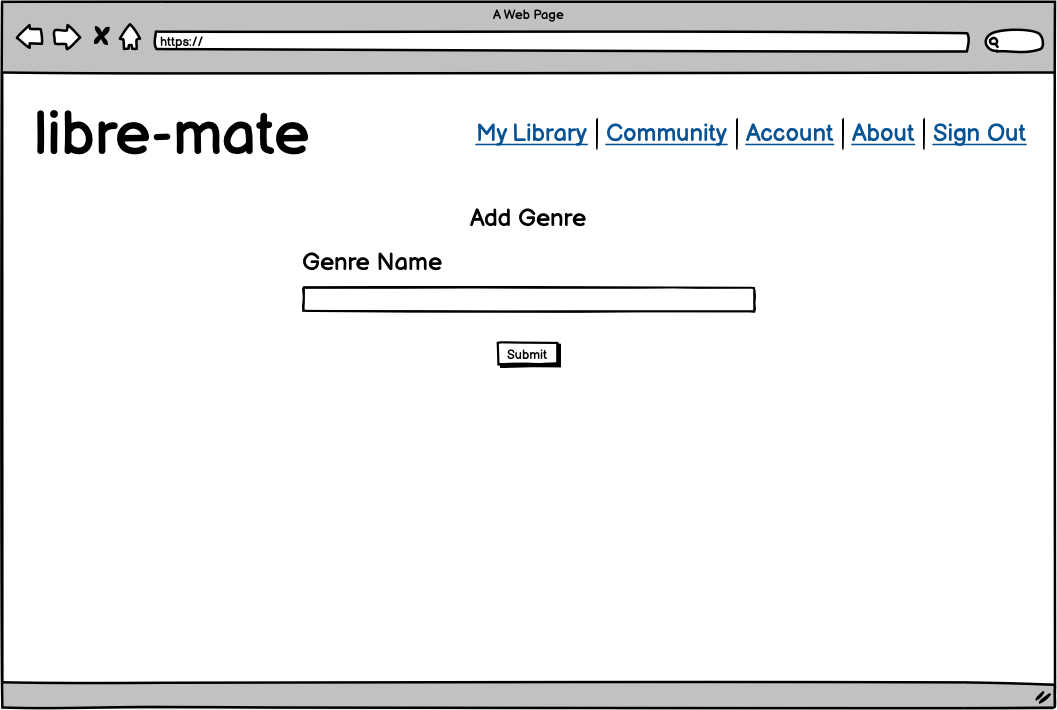 A Web Page
https://
libre-mate
My Library | Community | Account | About | Sign Out
Add Genre
Genre Name
Submit